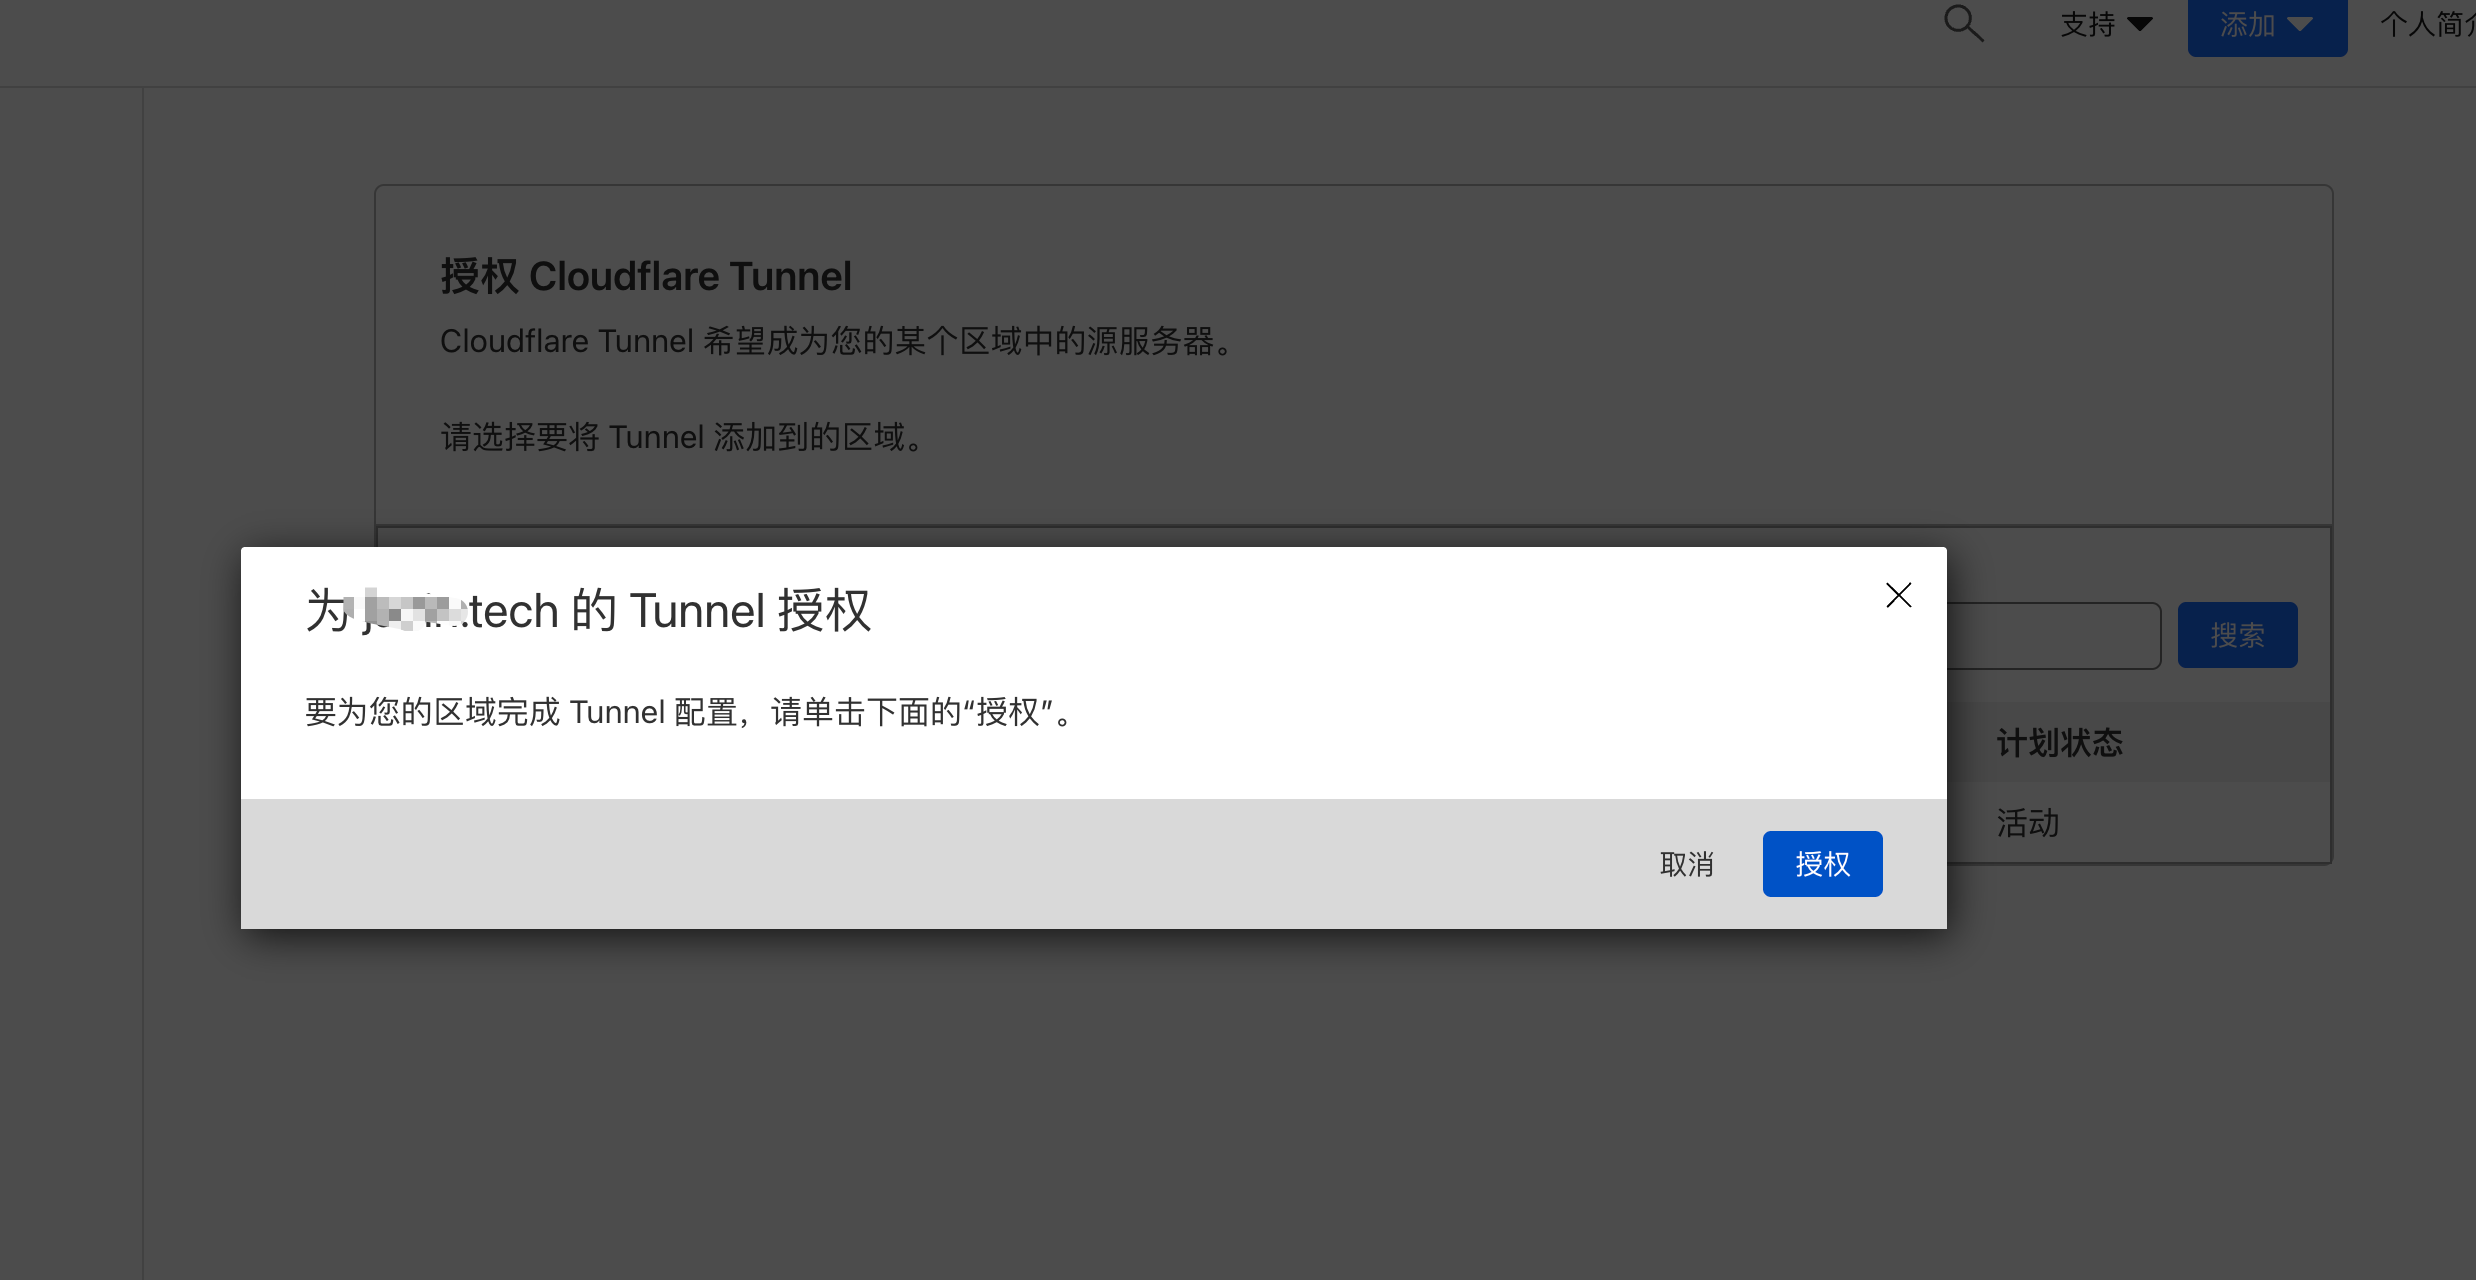 支持
添加
个人简介
授权 Cloudflare Tunnel
Cloudflare Tunnel 希望成为您的某个区域中的源服务器。
请选择要将 Tunnel 添加到的区域。
为 .tech 的 Tunnel 授权
要为您的区域完成 Tunnel 配置，请单击下面的“授权”。
搜索
计划状态
活动
取消
授权